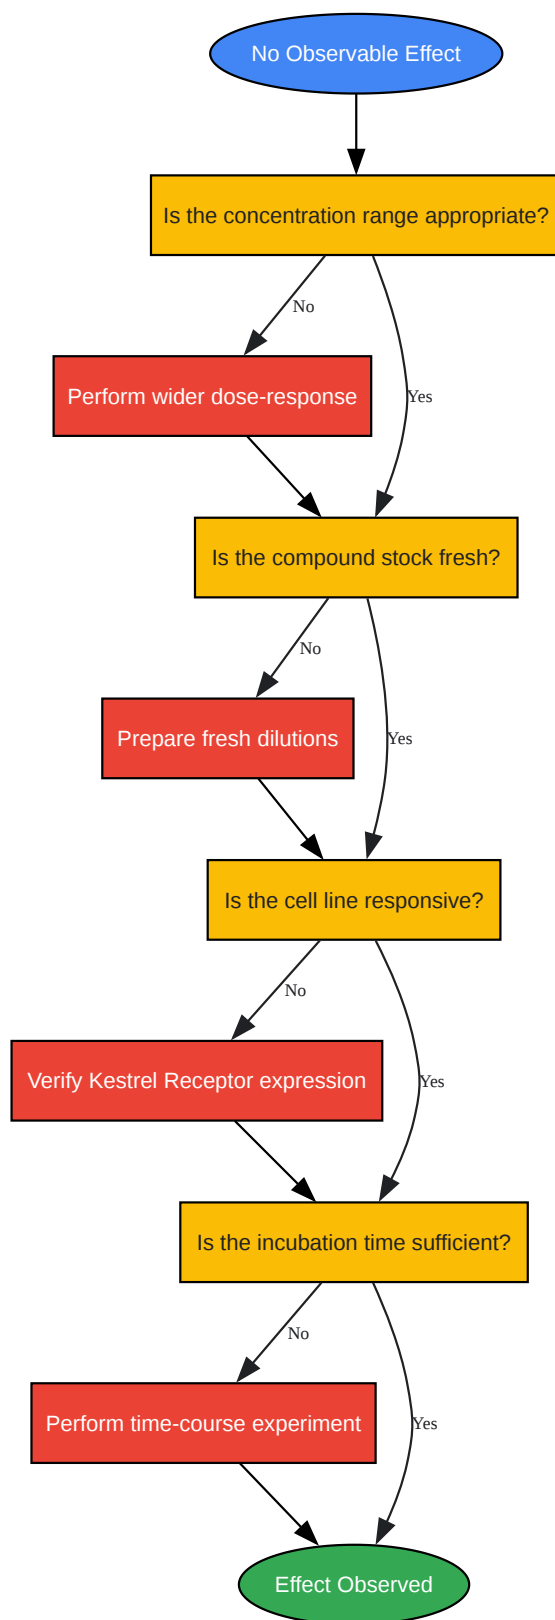 No Observable Effect
Is the concentration range appropriate?
No
Perform wider dose-response
Yes
Is the compound stock fresh?
No
Prepare fresh dilutions
Yes
Is the cell line responsive?
No
Verify Kestrel Receptor expression
Yes
Is the incubation time sufficient?
No
Perform time-course experiment
Yes
Effect Observed